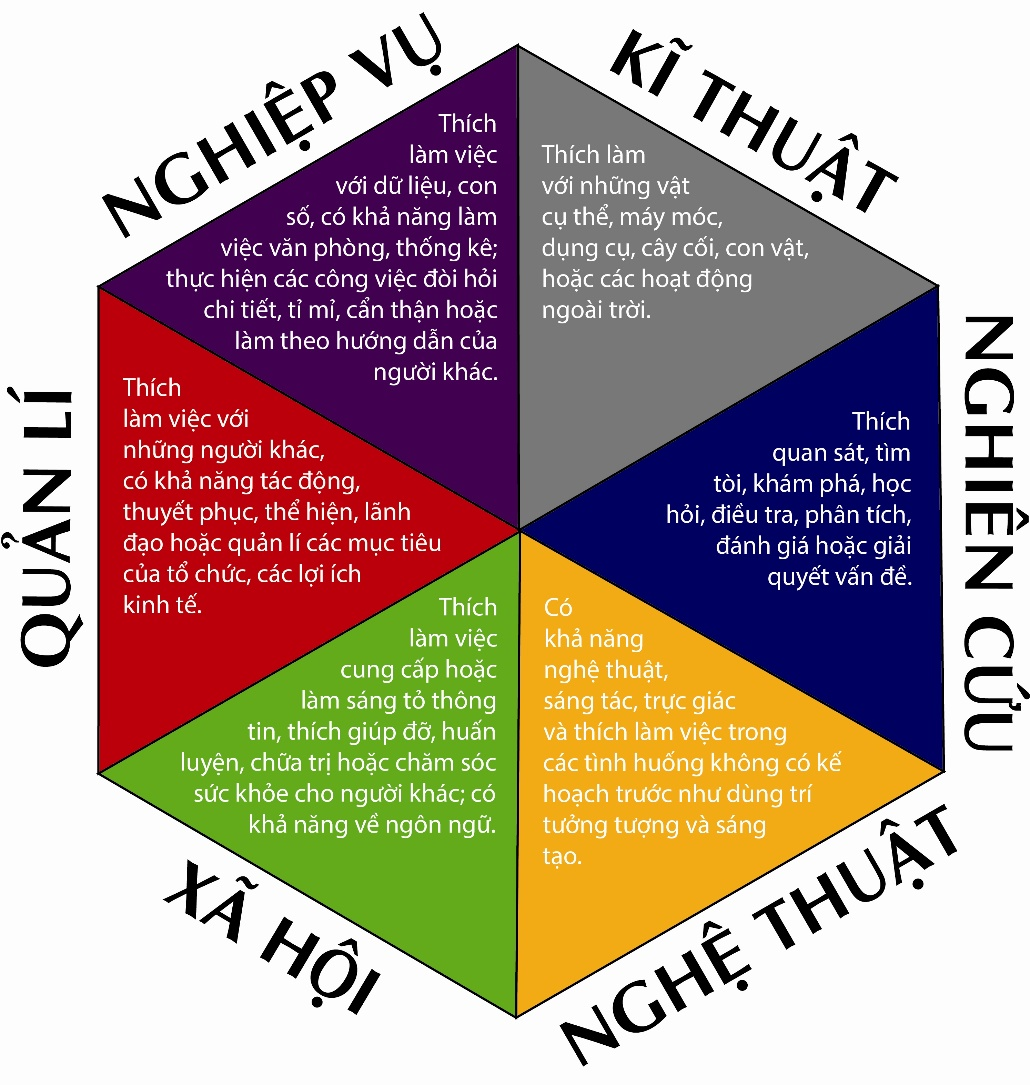 NGHIỆP VỤ
Thích
làm việc
với dữ liệu, con
số, có khả năng làm
việc văn phòng, thống kê;
thực hiện các công việc đòi hỏi
chi tiết, tỉ mỉ, cẩn thận hoặc
làm theo hướng dẫn của
người khác.
KĨ THUẬT
Thích làm
với những vật
cụ thể, máy móc,
dụng cụ, cây cối, con vật,
hoặc các hoạt động
ngoài trời.
NGHIÊN CỨU
Thích
quan sát, tìm
tòi, khám phá, học
hỏi, điều tra, phân tích,
đánh giá hoặc giải
quyết vấn đề.
NGHỆ THUẬT
Có
khả năng
nghệ thuật,
sáng tác, trực giác
và thích làm việc trong
các tình huống không có kế
hoạch trước như dùng trí
tưởng tượng và sáng
tạo.
XÃ HỘI
Thích
làm việc
cung cấp hoặc
làm sáng tỏ thông
tin, thích giúp đỡ, huấn
luyện, chữa trị hoặc chăm sóc
sức khỏe cho người khác; có
khả năng về ngôn ngữ.
QUẢN LÍ
Thích
làm việc với
những người khác,
có khả năng tác động,
thuyết phục, thể hiện, lãnh
đạo hoặc quản lí các mục tiêu
của tổ chức, các lợi ích
kinh tế.